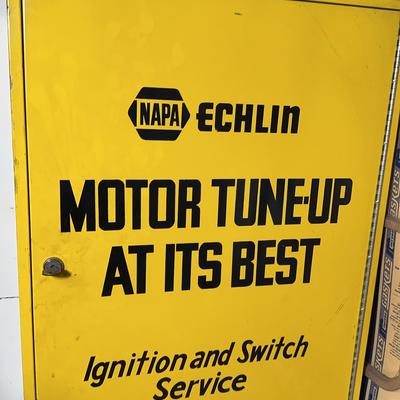 NAPA ECHLIN
MOTOR TUNE-UP
AT ITS BEST
Ignition and Switch
Service